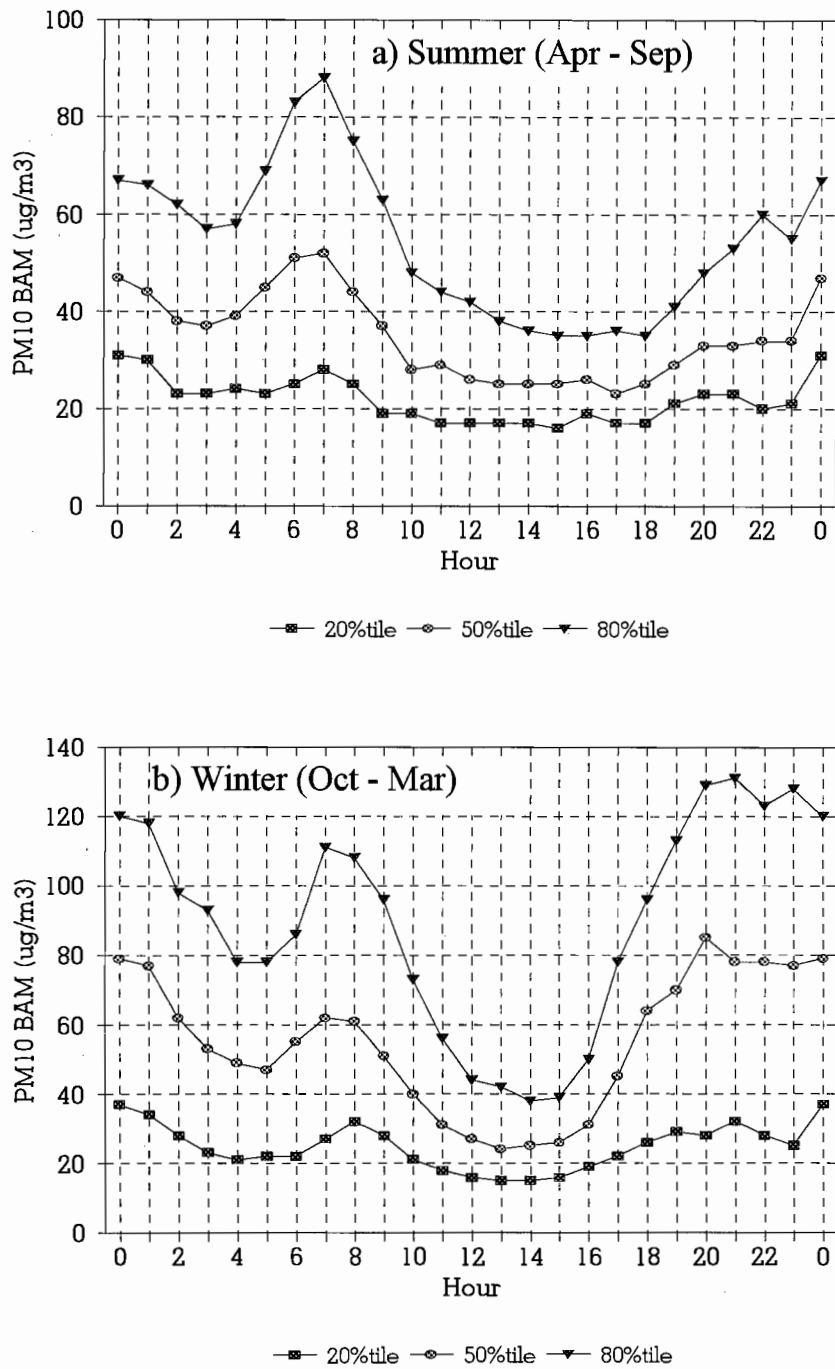 a) Summer (Apr - Sep)
PM10 BAM (ug/m3)
100
80
60
40
20
0
0 2 4 6 8 10 12 14 16 18 20 22 0
Hour
20%tile 50%tile 80%tile
b) Winter (Oct - Mar)
PM10 BAM (ug/m3)
140
120
100
80
60
40
20
0
0 2 4 6 8 10 12 14 16 18 20 22 0
Hour
20%tile 50%tile 80%tile